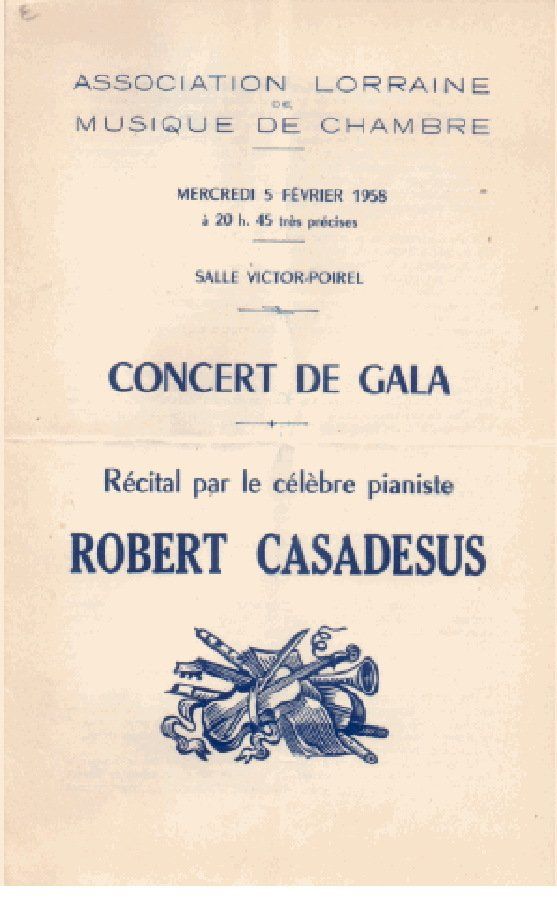 E
ASSOCIATION LORRAINE
DE
MUSIQUE DE CHAMBRE
MERCREDI 5 FÉVRIER 1958
à 20 h. 45 très précises
SALLE VICTOR-POIREL
CONCERT DE GALA
Récital par le célèbre pianiste
ROBERT CASADESUS